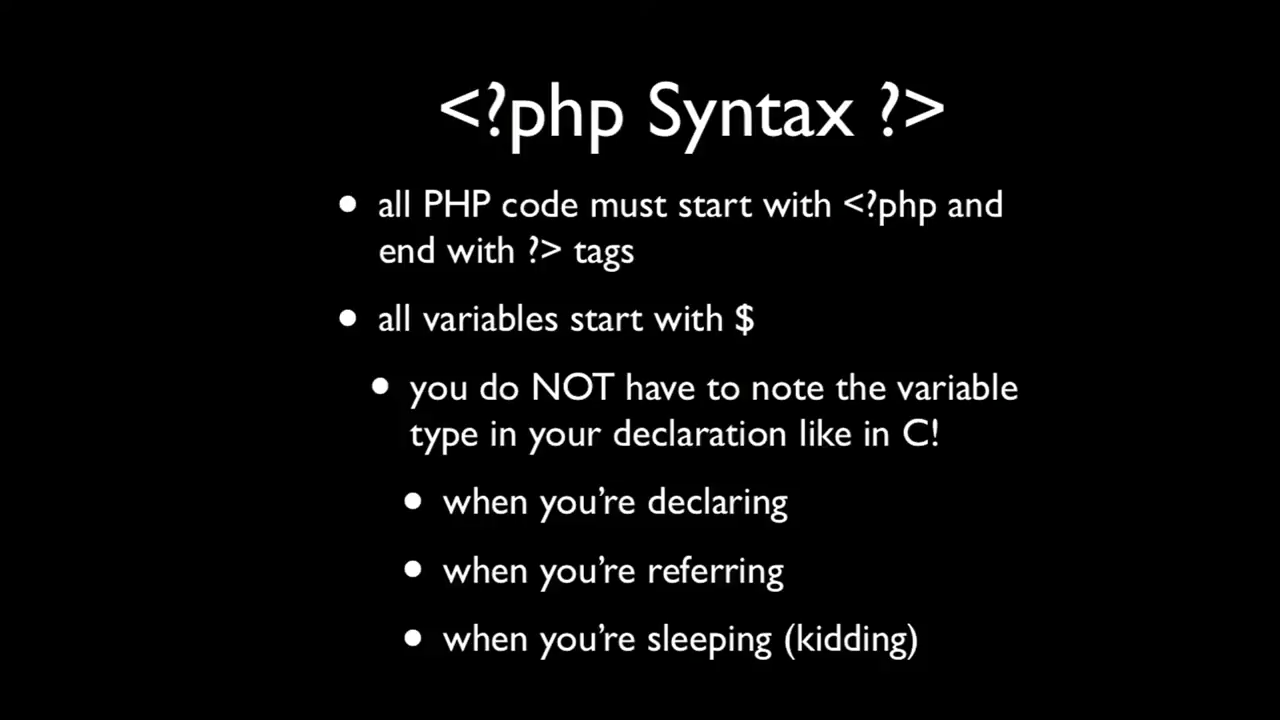 <?php Syntax ?>
• all PHP code must start with <?php and
end with ?> tags
• all variables start with $
• you do NOT have to note the variable
type in your declaration like in C!
• when you’re declaring
• when you’re referring
• when you’re sleeping (kidding)